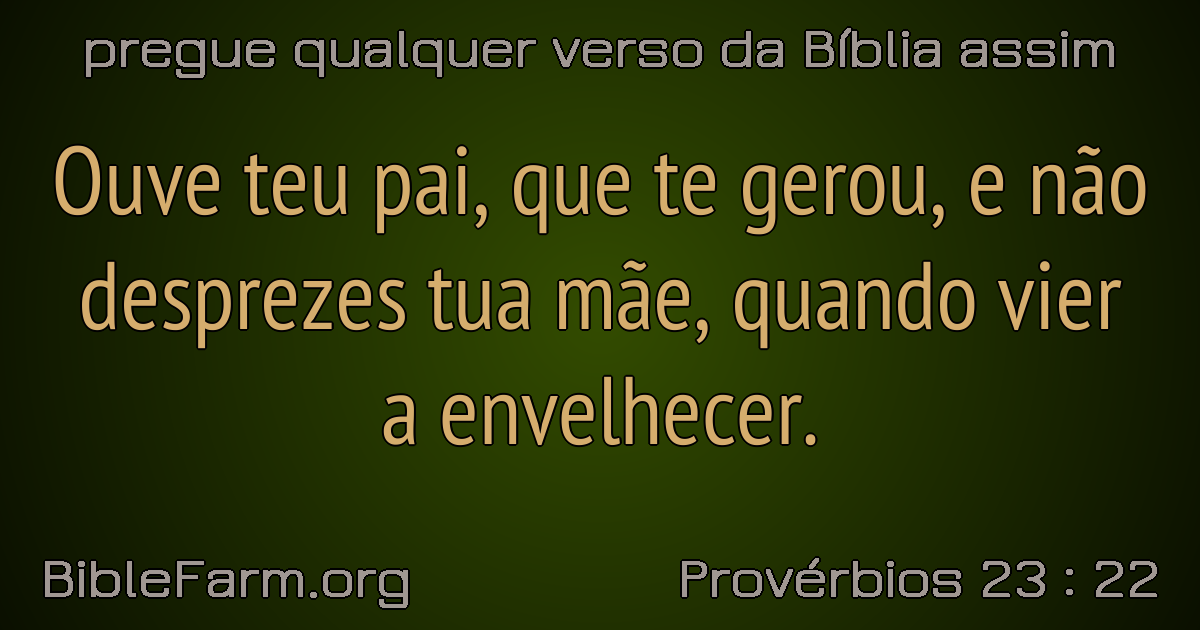 pregue qualquer verso da Bíblia assim
Ouve teu pai, que te gerou, e não
desprezes tua mãe, quando vier
a envelhecer.
BibleFarm.org
Provérbios 23 : 22